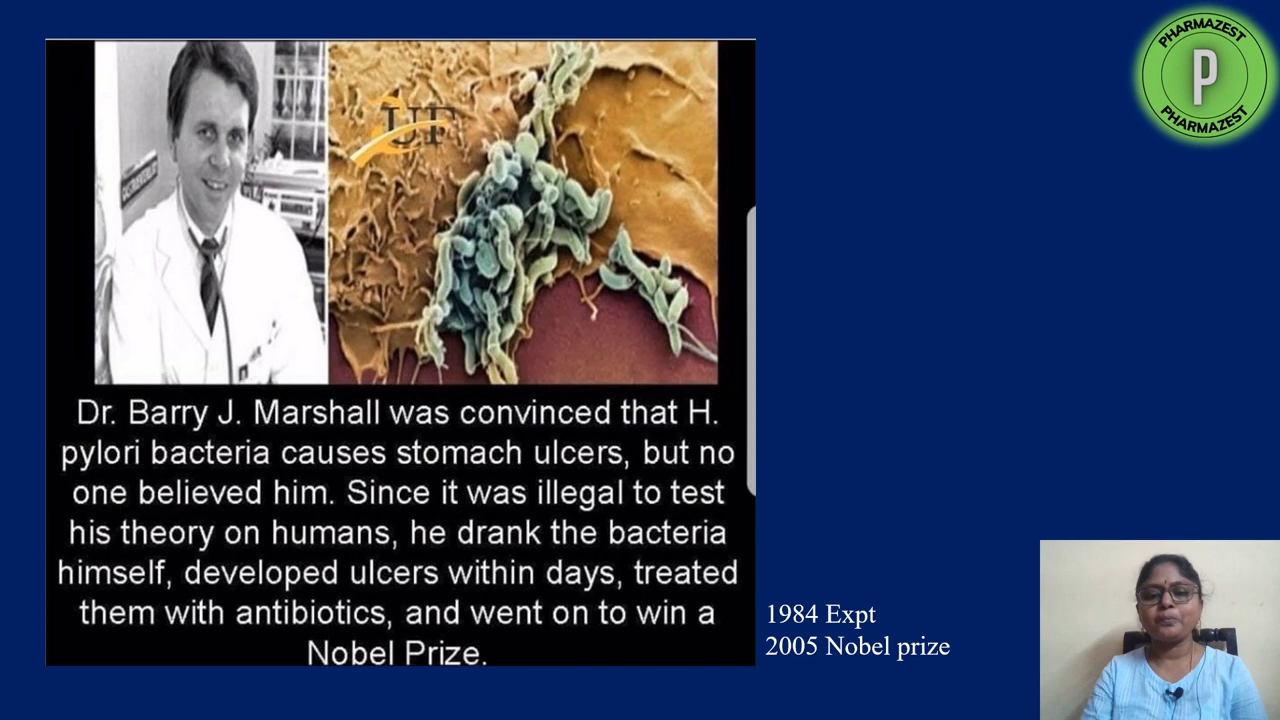 PHARMAZEST
P
PHARMAZEST
UF
Dr. Barry J. Marshall was convinced that H.
pylori bacteria causes stomach ulcers, but no
one believed him. Since it was illegal to test
his theory on humans, he drank the bacteria
himself, developed ulcers within days, treated
them with antibiotics, and went on to win a
Nobel Prize.
1984 Expt
2005 Nobel prize